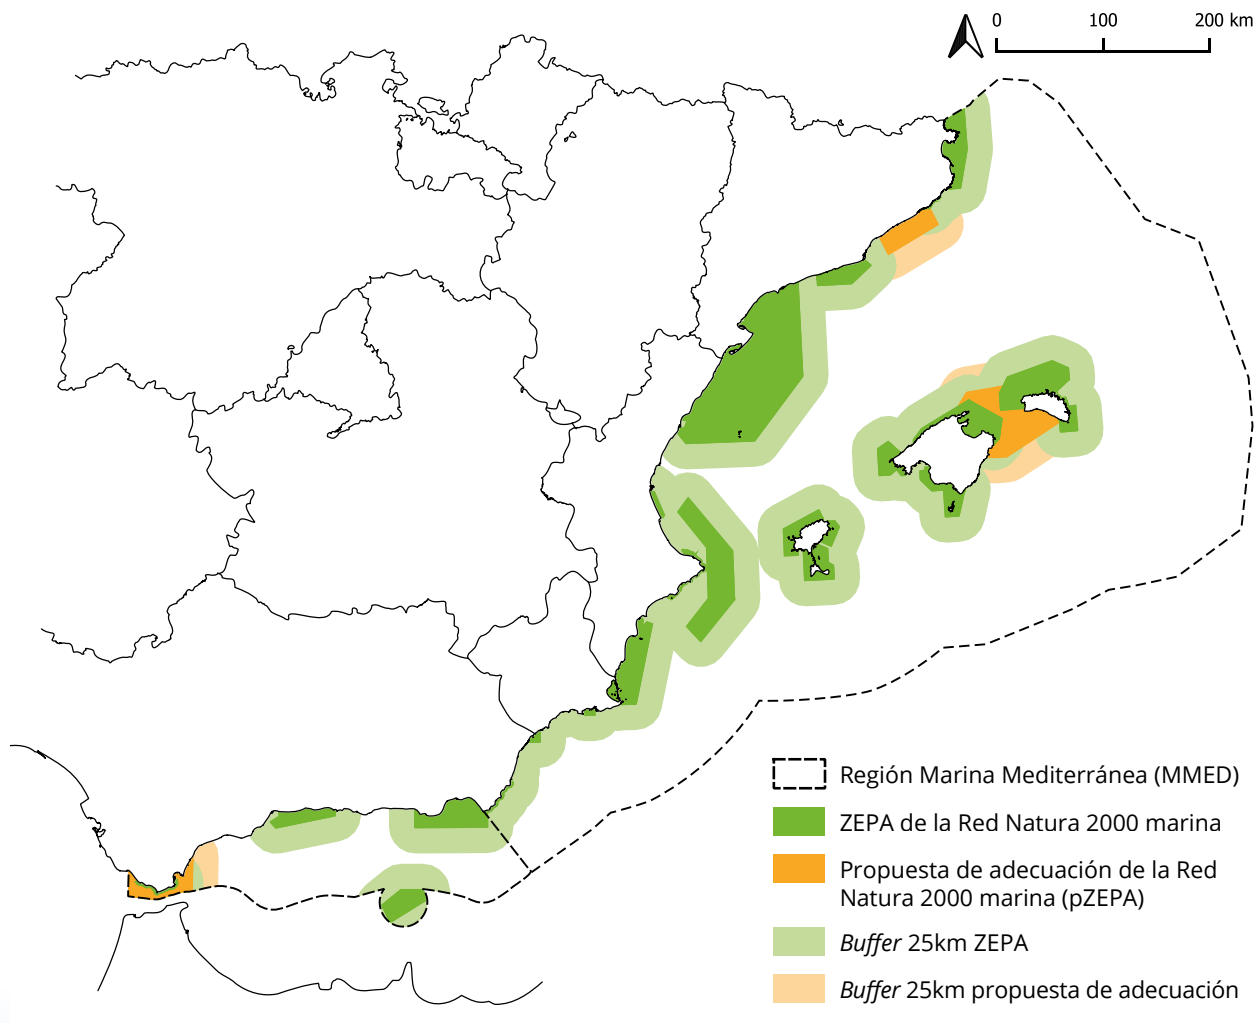 0 100 200 km
Región Marina Mediterránea (MMED)
ZEPA de la Red Natura 2000 marina
Propuesta de adecuación de la Red
Natura 2000 marina (pZEPA)
Buffer 25km ZEPA
Buffer 25km propuesta de adecuación